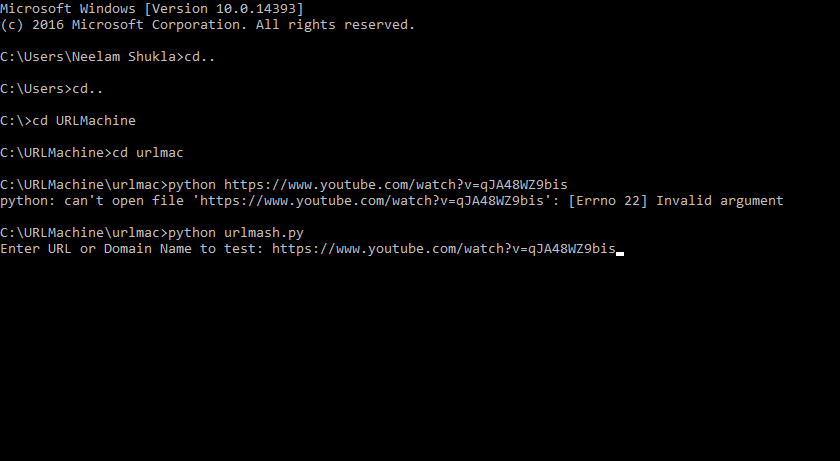 Microsoft Windows [Version 10.0.14393]
(c) 2016 Microsoft Corporation. All rights reserved.
C:\Users\Neelam Shukla>cd..
C:\Users>cd..
C:\>cd URLMachine
C:\URLMachine>cd urlmac
C:\URLMachine\urlmac>python https://www.youtube.com/watch?v=qJA48WZ9bis
python: can't open file 'https://www.youtube.com/watch?v=qJA48WZ9bis': [Errno 22] Invalid argument
C:\URLMachine\urlmac>python urlmash.py
Enter URL or Domain Name to test: https://www.youtube.com/watch?v=qJA48WZ9bis